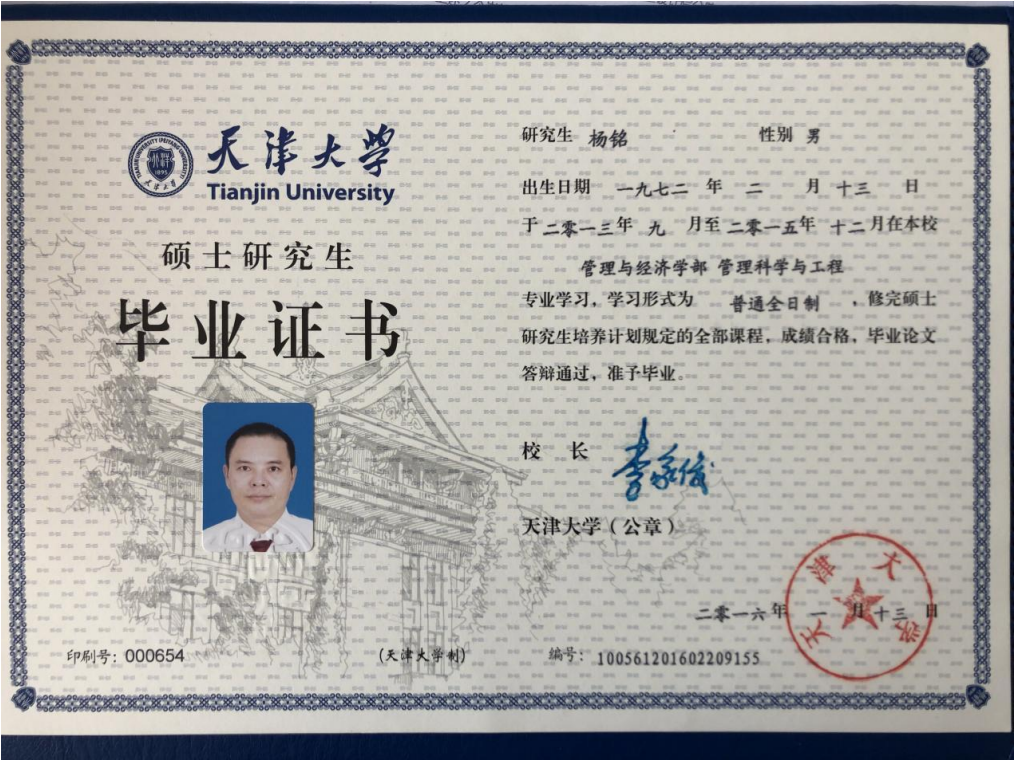 天津大学
Tianjin University
硕士研究生
毕业证书
印刷号：000654
(天津大学制)
研究生 杨铭 性别 男
出生日期 一九七二 年 二 月 十三 日
于 二零一三 年 九 月至 二零一五 年 十二 月在本校
管理与经济学部 管理科学与工程
专业学习，学习形式为 普通全日制 ，修完硕士
研究生培养计划规定的全部课程，成绩合格，毕业论文
答辩通过，准予毕业。
校 长
天津大学（公章）
二零一六 年 一 月 十三 日
天津大学
编号：100561201602209155